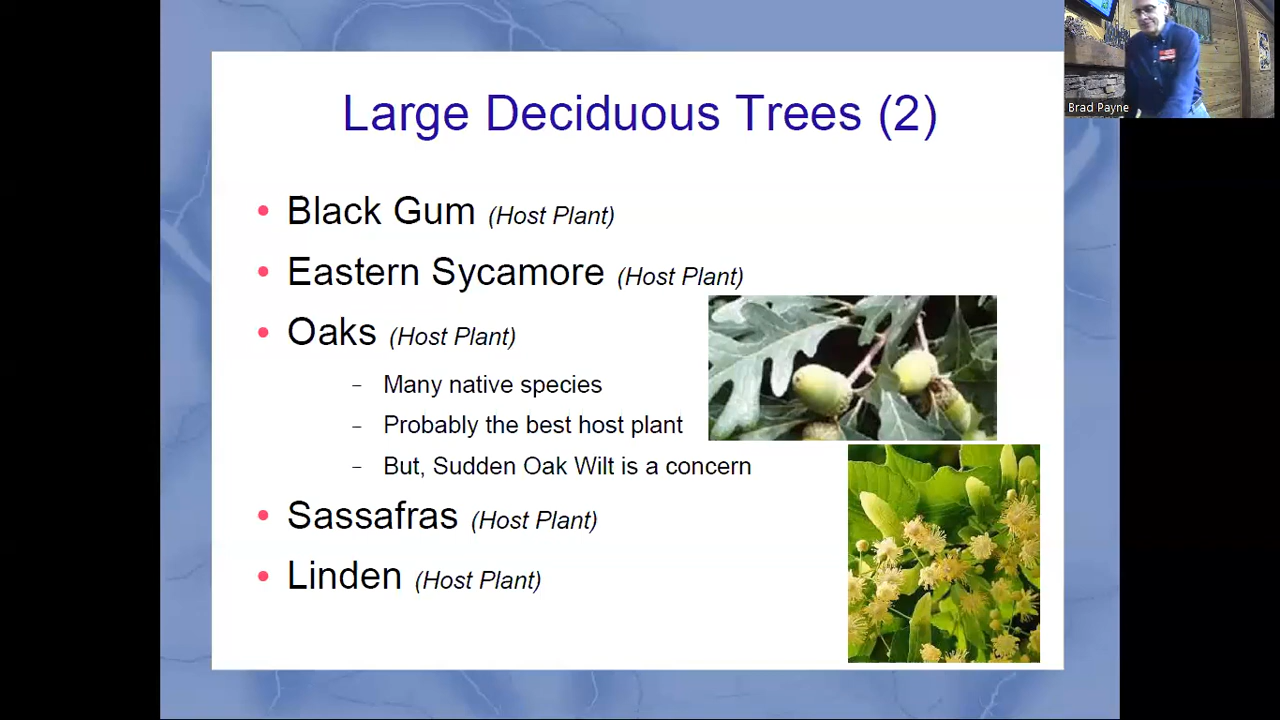 Large Deciduous Trees (2)
• Black Gum (Host Plant)
• Eastern Sycamore (Host Plant)
• Oaks (Host Plant)
– Many native species
– Probably the best host plant
– But, Sudden Oak Wilt is a concern
• Sassafras (Host Plant)
• Linden (Host Plant)
Brad Payne